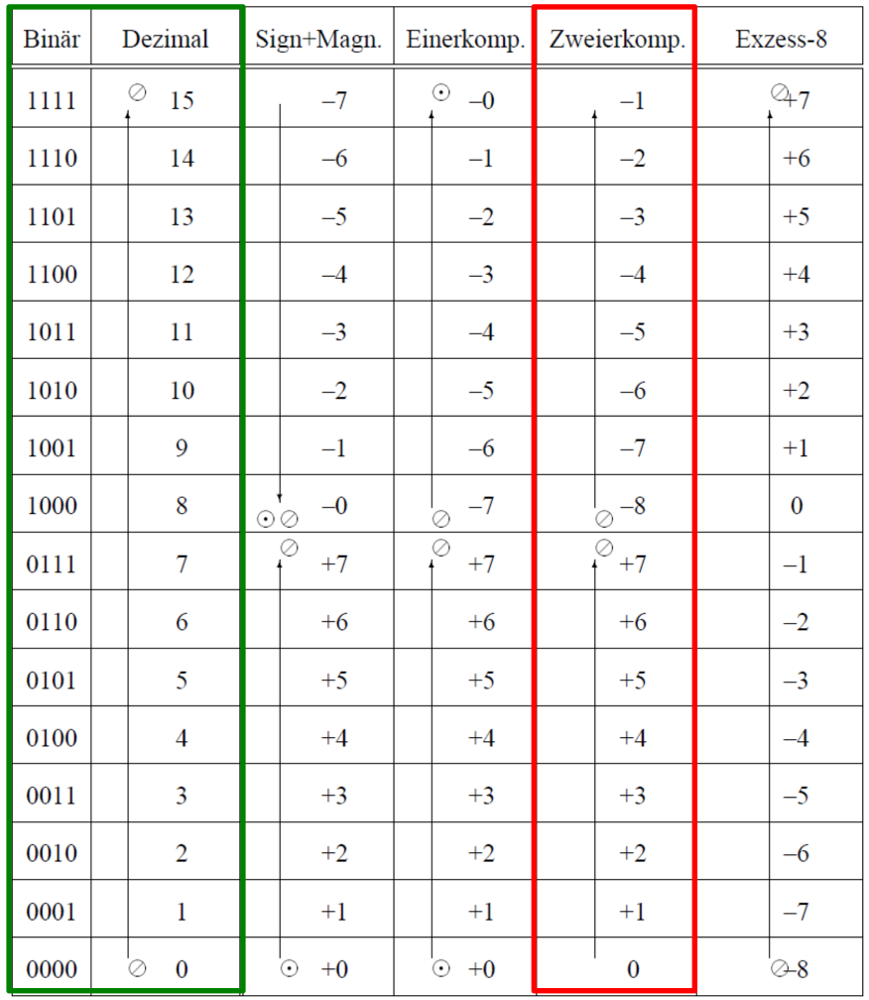 Binär Dezimal Sign+Magn. Einerkomp. Zweierkomp. Exzess-8
1111 15 –7 –0 –1 +7
1110 14 –6 –1 –2 +6
1101 13 –5 –2 –3 +5
1100 12 –4 –3 –4 +4
1011 11 –3 –4 –5 +3
1010 10 –2 –5 –6 +2
1001 9 –1 –6 –7 +1
1000 8 –0 –7 –8 0
0111 7 +7 +7 +7 –1
0110 6 +6 +6 +6 –2
0101 5 +5 +5 +5 –3
0100 4 +4 +4 +4 –4
0011 3 +3 +3 +3 –5
0010 2 +2 +2 +2 –6
0001 1 +1 +1 +1 –7
0000 0 +0 +0 0 –8